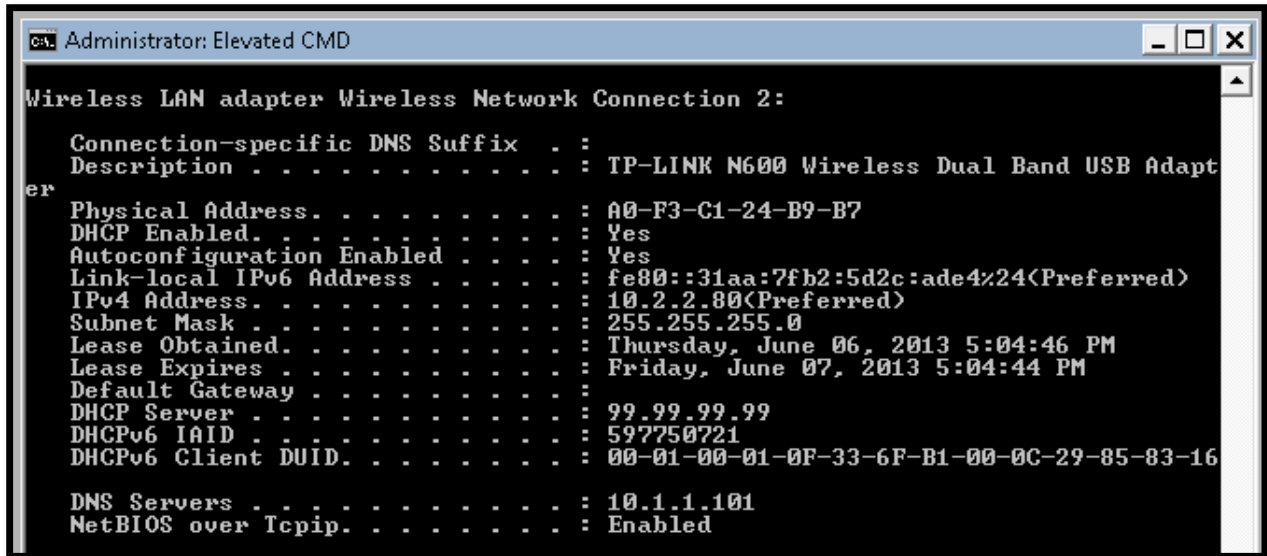 Administrator: Elevated CMD
Wireless LAN adapter Wireless Network Connection 2:
Connection-specific DNS Suffix . :
Description . . . . . . . . . . . : TP-LINK N600 Wireless Dual Band USB Adapt
er
Physical Address. . . . . . . . . : A0-F3-C1-24-B9-B7
DHCP Enabled. . . . . . . . . . . : Yes
Autoconfiguration Enabled . . . . : Yes
Link-local IPv6 Address . . . . . : fe80::31aa:7fb2:5d2c:ade4%24(Preferred)
IPv4 Address. . . . . . . . . . . : 10.2.2.80(Preferred)
Subnet Mask . . . . . . . . . . . : 255.255.255.0
Lease Obtained. . . . . . . . . . : Thursday, June 06, 2013 5:04:46 PM
Lease Expires . . . . . . . . . . : Friday, June 07, 2013 5:04:44 PM
Default Gateway . . . . . . . . . :
DHCP Server . . . . . . . . . . . : 99.99.99.99
DHCPv6 IAID . . . . . . . . . . . : 597750721
DHCPv6 Client DUID. . . . . . . . : 00-01-00-01-0F-33-6F-B1-00-0C-29-85-83-16
DNS Servers . . . . . . . . . . . : 10.1.1.101
NetBIOS over Tcpip. . . . . . . . : Enabled